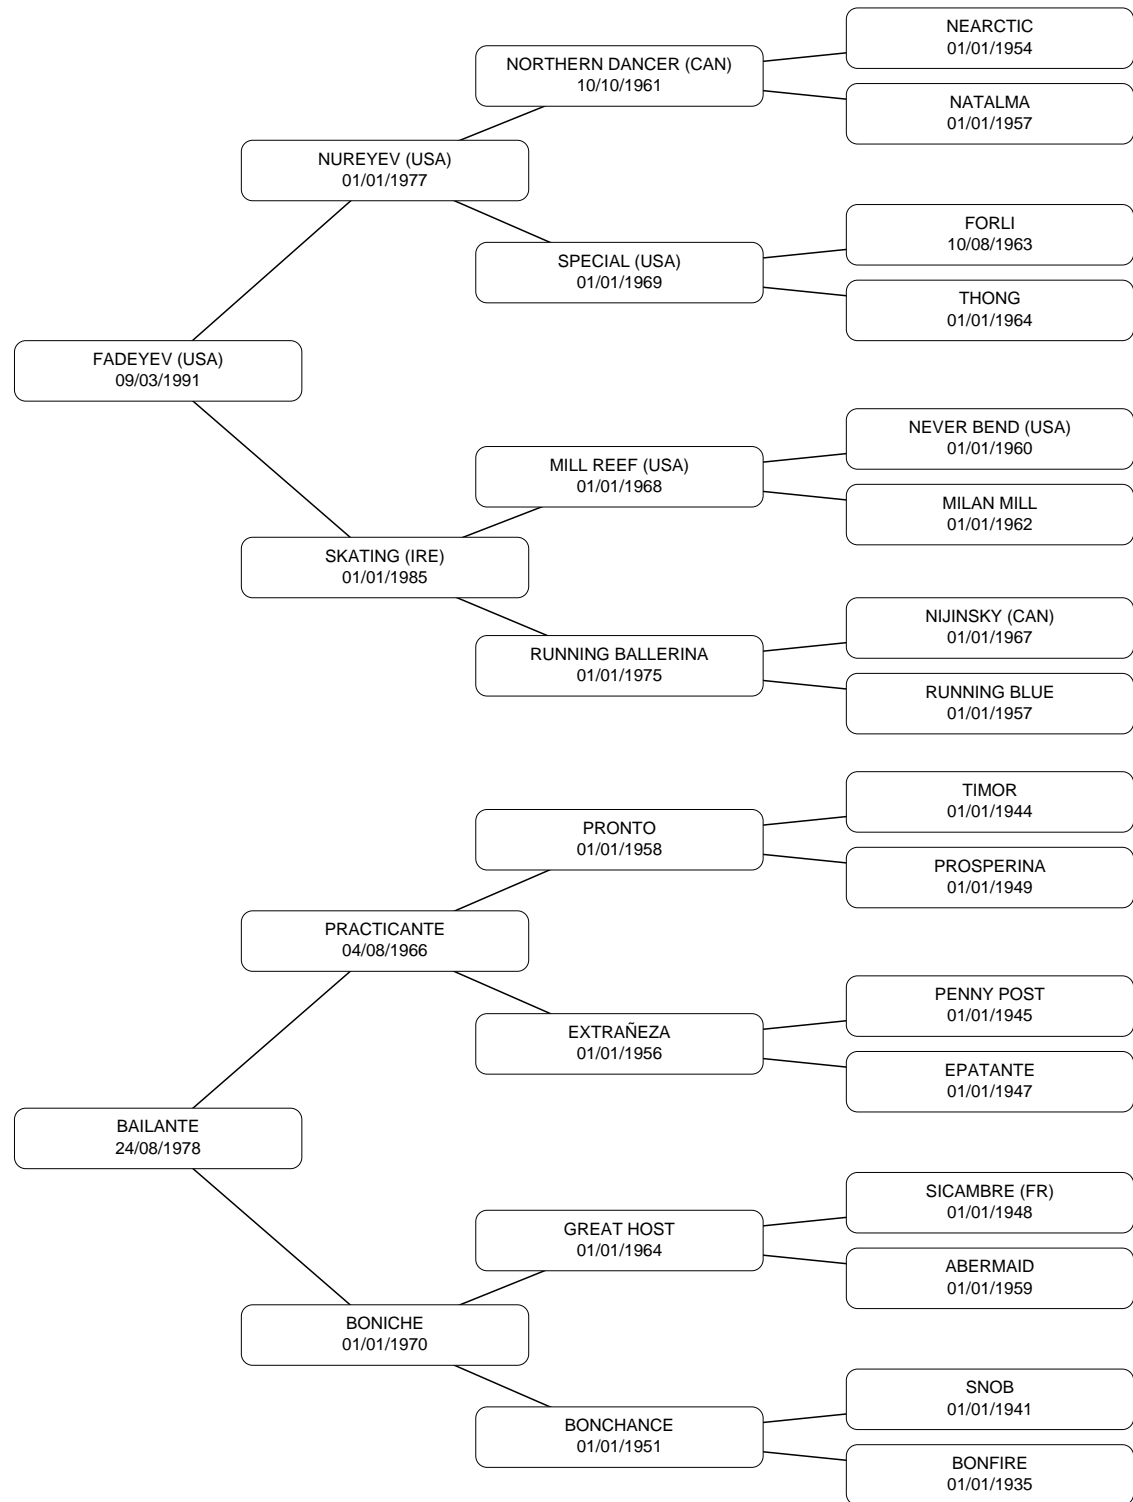 NEARCTIC
01/01/1954
NORTHERN DANCER (CAN)
10/10/1961
NATALMA
01/01/1957
NUREYEV (USA)
01/01/1977
FORLI
10/08/1963
SPECIAL (USA)
01/01/1969
THONG
01/01/1964
FADEYEV (USA)
09/03/1991
NEVER BEND (USA)
01/01/1960
MILL REEF (USA)
01/01/1968
MILAN MILL
01/01/1962
SKATING (IRE)
01/01/1985
NIJINSKY (CAN)
01/01/1967
RUNNING BALLERINA
01/01/1975
RUNNING BLUE
01/01/1957
TIMOR
01/01/1944
PRONTO
01/01/1958
PROSPERINA
01/01/1949
PRACTICANTE
04/08/1966
PENNY POST
01/01/1945
EXTRAÑEZA
01/01/1956
EPATANTE
01/01/1947
BAILANTE
24/08/1978
SICAMBRE (FR)
01/01/1948
GREAT HOST
01/01/1964
ABERMAID
01/01/1959
BONICHE
01/01/1970
SNOB
01/01/1941
BONCHANCE
01/01/1951
BONFIRE
01/01/1935